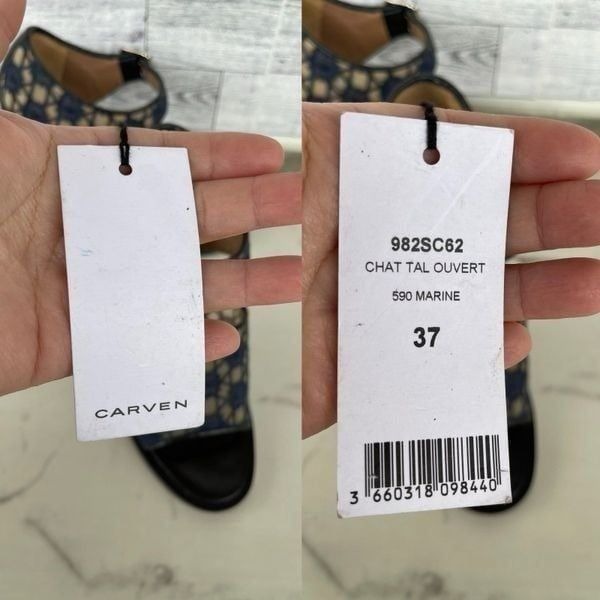 CARVEN
982SC62
CHAT TAL OUVERT
590 MARINE
37
3 660318 098440